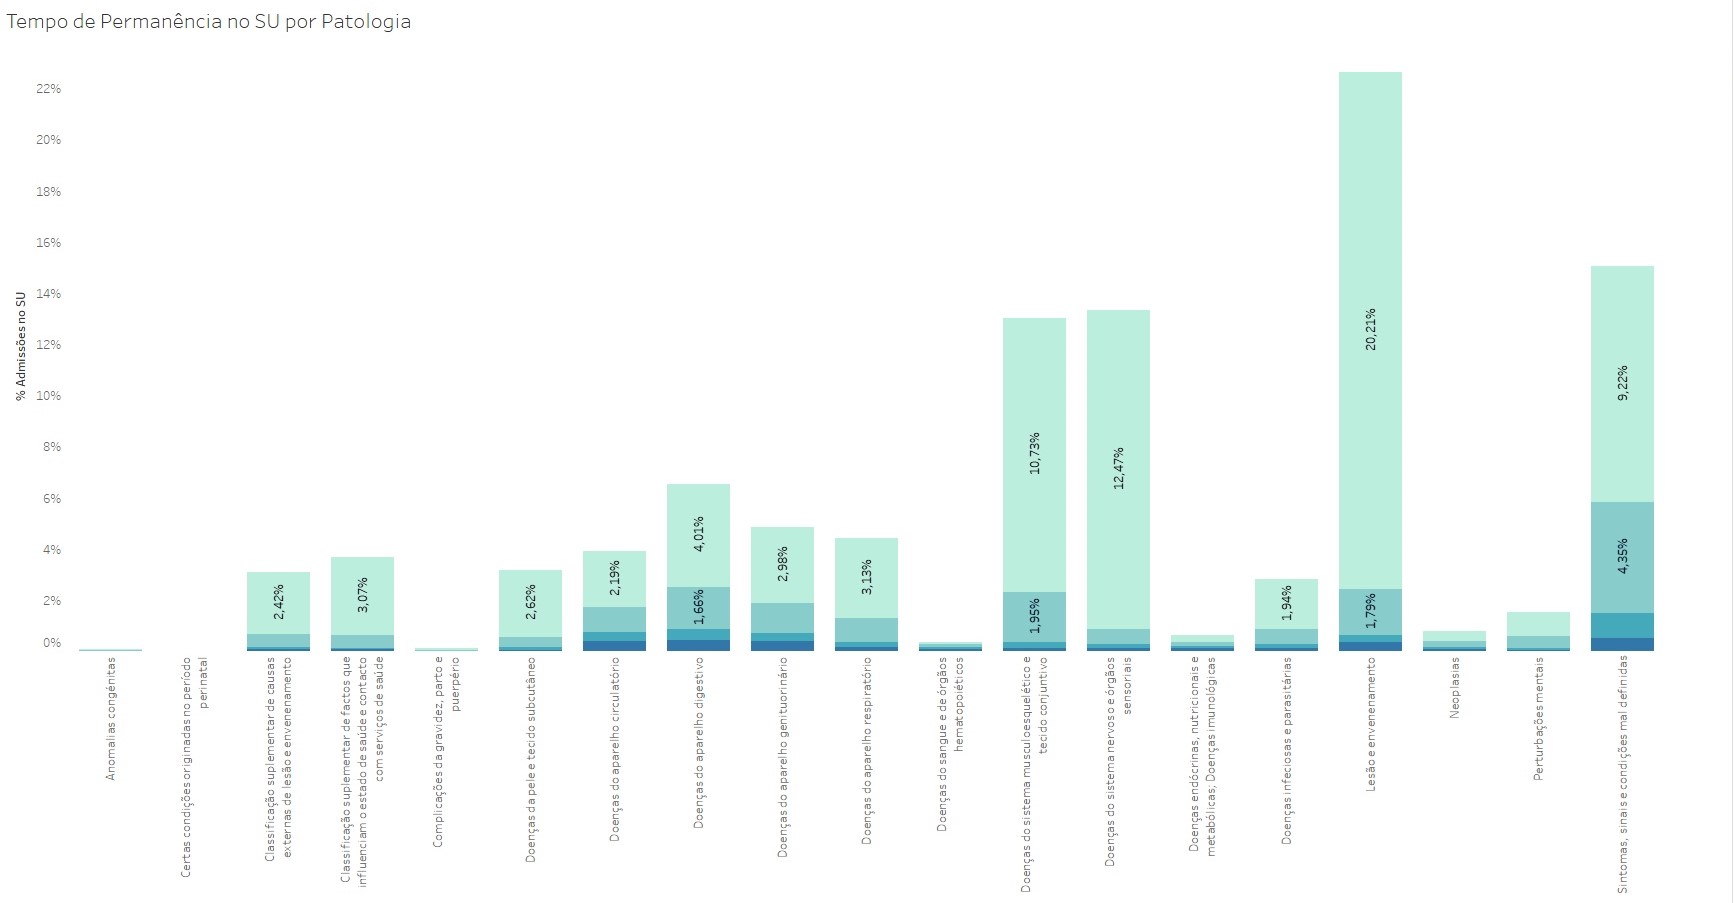 Tempo de Permanência no SU por Patologia
22%
20%
18%
16%
14%
12%
10%
8%
6%
4%
2%
0%
% Admissões no SU
2,42%
3,07%
2,62%
2,19%
4,01%
1,66%
2,98%
3,13%
10,73%
1,95%
12,47%
1,94%
20,21%
1,79%
9,22%
4,35%
Anomalias congénitas
Certas condições originadas no período
perinatal
Classificação suplementar de causas
externas de lesão e envenenamento
Classificação suplementar de factos que
influenciam o estado de saúde e contacto
com serviços de saúde
Complicações da gravidez, parto e
puerpério
Doenças da pele e tecido subcutâneo
Doenças do aparelho circulatório
Doenças do aparelho digestivo
Doenças do aparelho genituorinário
Doenças do aparelho respiratório
Doenças do sangue e de órgãos
hematopoiéticos
Doenças do sistema musculoesquelético e
tecido conjuntivo
Doenças do sistema nervoso e órgãos
sensoriais
Doenças endócrinas, nutricionais e
metabólicas; Doenças imunológicas
Doenças infeciosas e parasitárias
Lesão e envenenamento
Neoplasias
Perturbações mentais
Sintomas, sinais e condições mal definidas